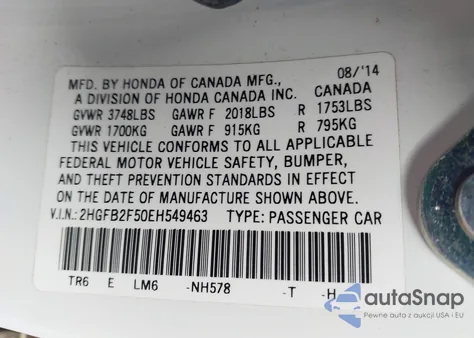 MFD. BY HONDA OF CANADA MFG., 08/'14
A DIVISION OF HONDA CANADA INC. CANADA
GVWR 3748LBS GAWR F 2018LBS R 1753LBS
GVWR 1700KG GAWR F 915KG R 795KG
THIS VEHICLE CONFORMS TO ALL APPLICABLE
FEDERAL MOTOR VEHICLE SAFETY, BUMPER,
AND THEFT PREVENTION STANDARDS IN EFFECT
ON THE DATE OF MANUFACTURE SHOWN ABOVE.
V.I.N.: 2HGFB2F50EH549463 TYPE: PASSENGER CAR
TR6 E LM6 -NH578 -T -H
autoSnap
Pewne auta z aukcji USA i EU